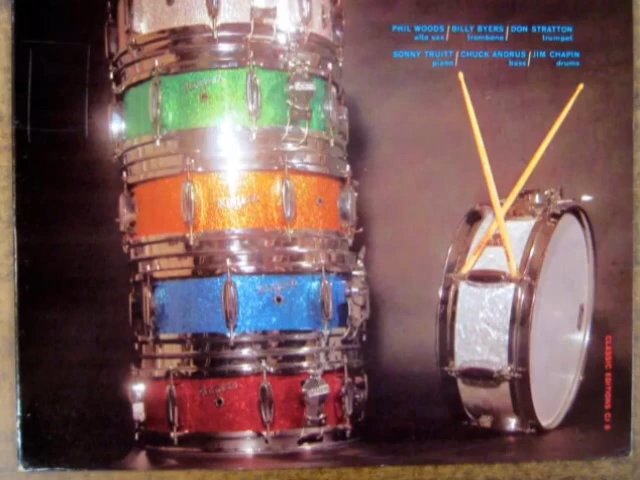 PHIL WOODS / BILLY BYERS / DON STRATTON
alto sax trombone trumpet
SONNY TRUITT / CHUCK ANDRUS / JIM CHAPIN
piano bass drums
CLASSIC EDITIONS CJ 6